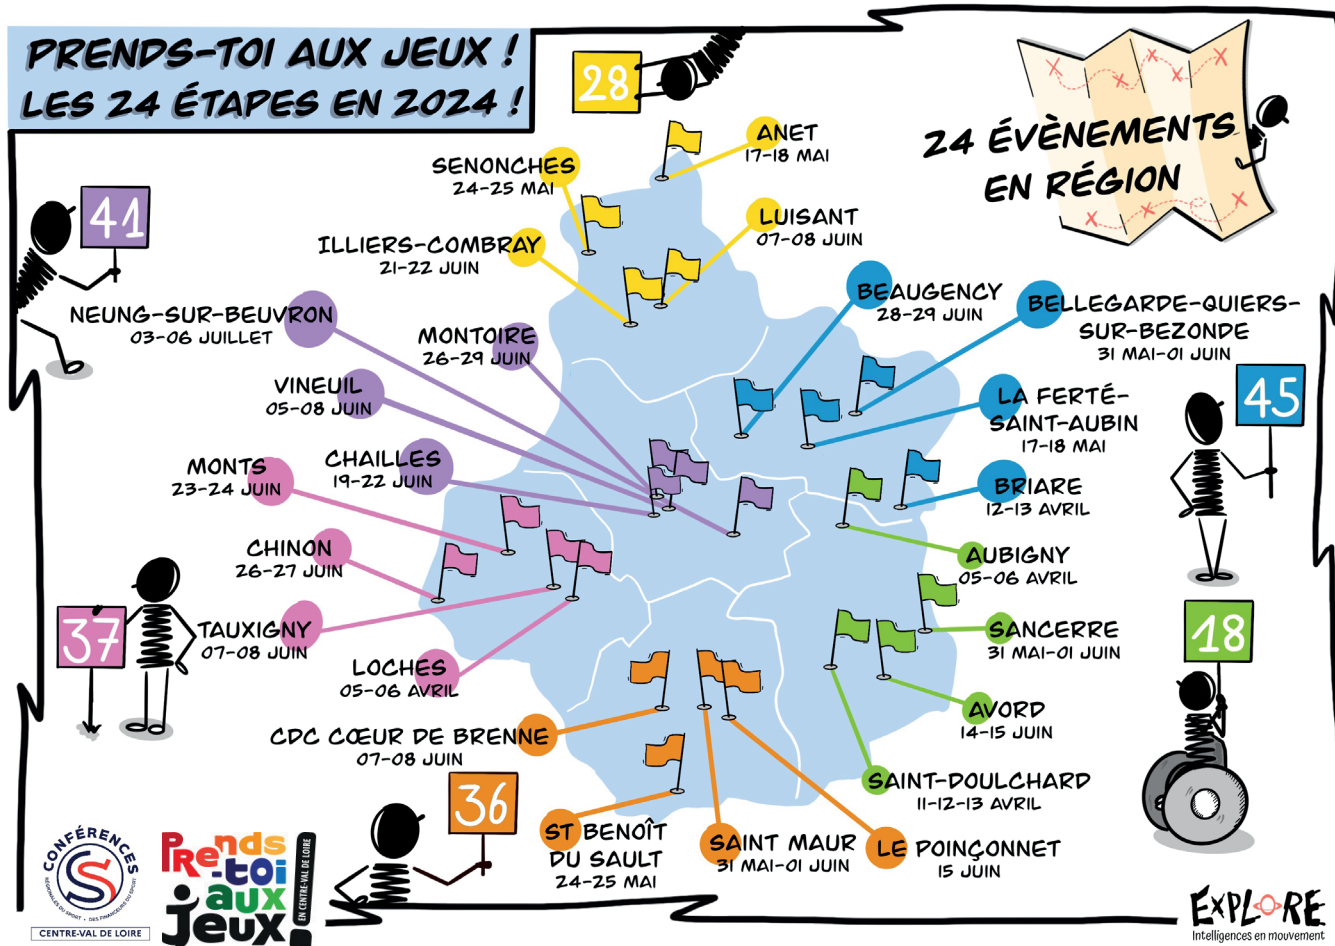 PRENDS-TOI AUX JEUX !
LES 24 ÉTAPES EN 2024 !
28
24 ÉVÈNEMENTS
EN RÉGION
ANET
17-18 MAI
SENONCHES
24-25 MAI
LUISANT
07-08 JUIN
ILLIERS-COMBRAY
21-22 JUIN
41
NEUNG-SUR-BEUVRON
03-06 JUILLET
MONTOIRE
26-29 JUIN
VINEUIL
05-08 JUIN
CHAILLES
19-22 JUIN
BEAUGENCY
28-29 JUIN
BELLEGARDE-QUIERS-
SUR-BEZONDE
31 MAI-01 JUIN
45
LA FERTÉ-
SAINT-AUBIN
17-18 MAI
BRIARE
12-13 AVRIL
MONTS
23-24 JUIN
CHINON
26-27 JUIN
37
TAUXIGNY
07-08 JUIN
LOCHES
05-06 AVRIL
AUBIGNY
05-06 AVRIL
SANCERRE
31 MAI-01 JUIN
18
AVORD
14-15 JUIN
SAINT-DOULCHARD
11-12-13 AVRIL
CDC CŒUR DE BRENNE
07-08 JUIN
36
ST BENOÎT
DU SAULT
24-25 MAI
SAINT MAUR
31 MAI-01 JUIN
LE POINÇONNET
15 JUIN
CONFÉRENCES
RÉGIONALES DU SPORT - DES FINANCEURS DU SPORT
CENTRE-VAL DE LOIRE
Prends
-toi
aux
Jeux!
EN CENTRE-VAL DE LOIRE
EXPLORE
Intelligences en mouvement